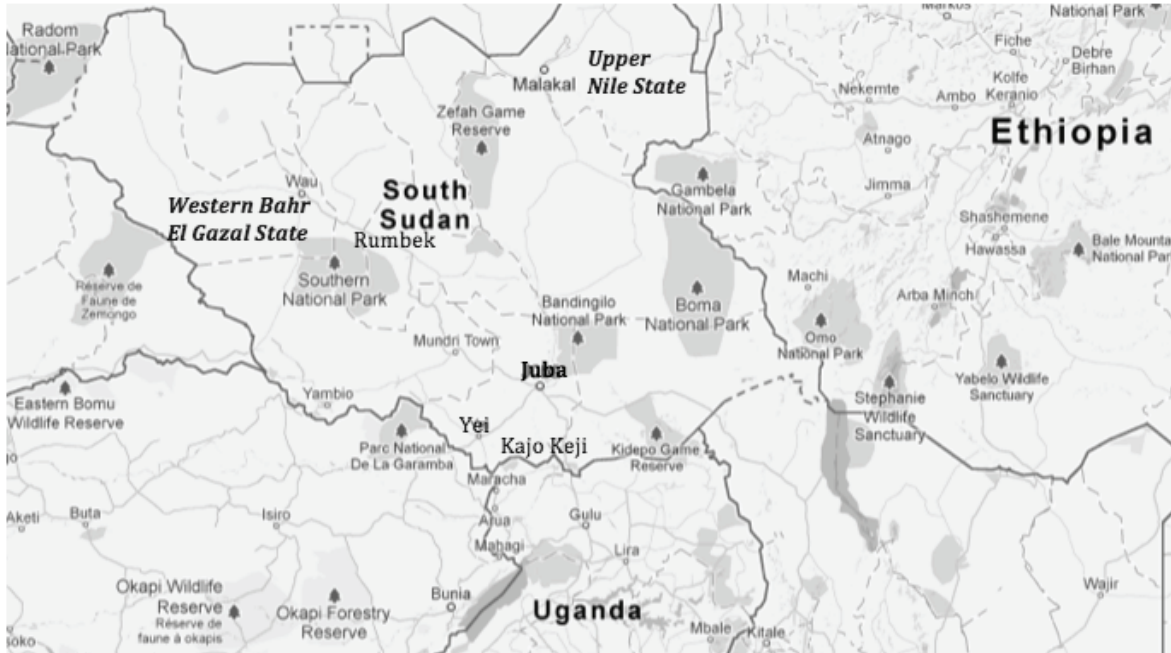 Radom
National Park
Markos
National Park
Fiche
Debre
Birhan
Upper
Nile State
Malakal
Kolfe
Keranio
Nekemte
Ambo
Zefah Game
Reserve
Atnago
Ethiopia
Jimma
Wau
South
Sudan
Gambela
National Park
Western Bahr
El Gazal State
Rumbek
Shashemene
Hawassa
Bale Mounta
National Par
Southern
National Park
Réserve de
Faune de
Zemongo
Machi
Arba Minch
Bandingilo
National Park
Boma
National Park
Mundri Town
Omo
National Park
Juba
Yabelo Wildlife
Sanctuary
Yambio
Eastern Bomu
Wildlife Reserve
Stephanie
Wildlife
Sanctuary
Yei
Kajo Keji
Parc National
De La Garamba
Kidepo Game
Reserve
go
Maracha
Aketi
Buta
Isiro
Arua
Gulu
Mahagi
Lira
Okapi Wildlife
Reserve
Réserve de
faune à okapis
Okapi Forestry
Reserve
Bunia
Uganda
Wajir
soko
Mbale
Kitale